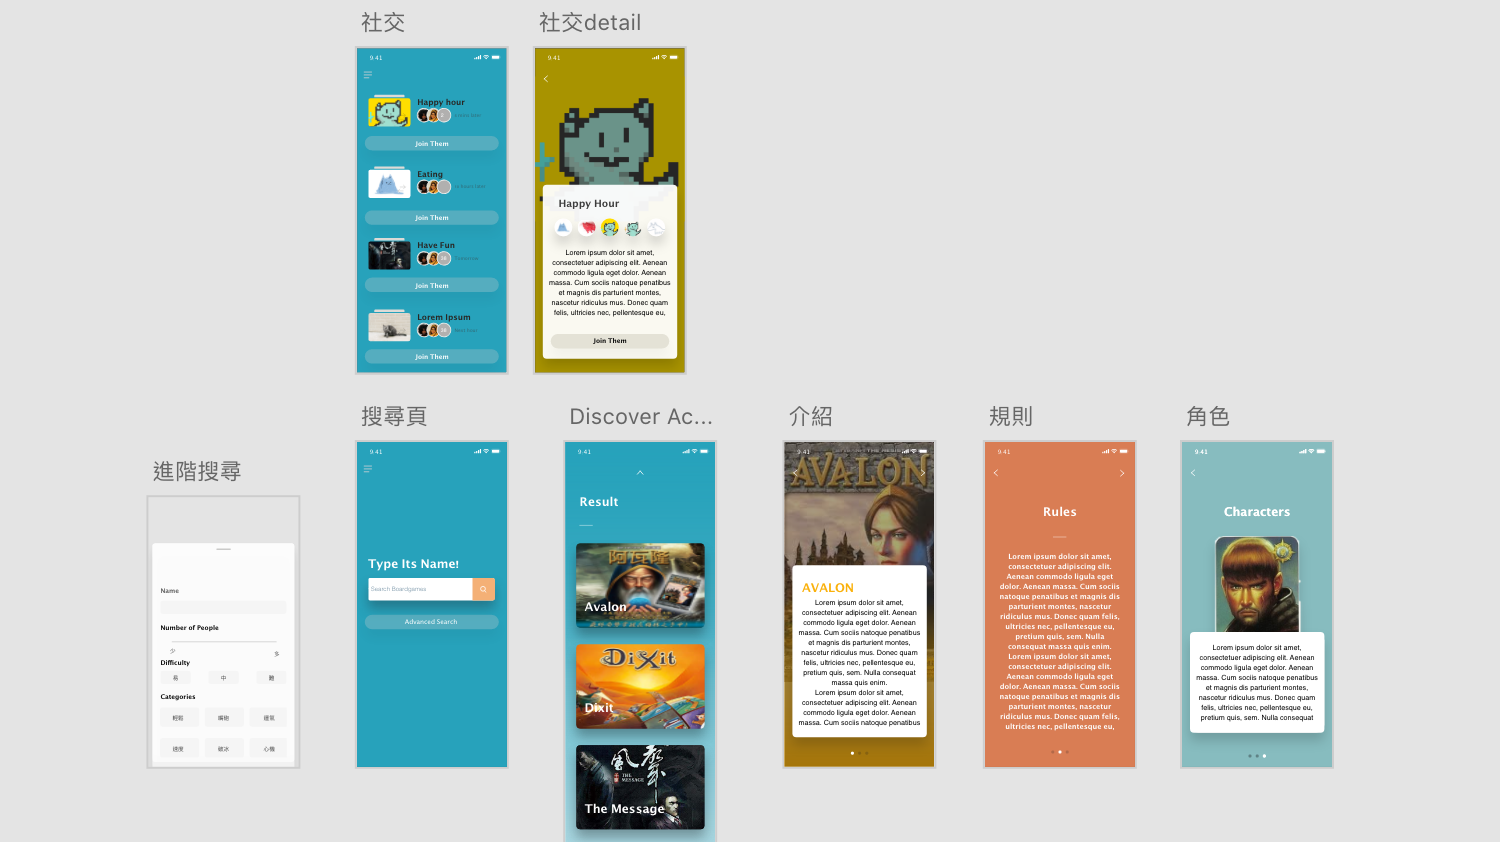 社交
9:41
Happy hour
Join Them
Eating
Join Them
Have Fun
Join Them
Lorem Ipsum
Join Them
社交detail
9:41
Happy Hour
Lorem ipsum dolor sit amet,
consectetuer adipiscing elit. Aenean
commodo ligula eget dolor. Aenean
massa. Cum sociis natoque penatibus
et magnis dis parturient montes,
nascetur ridiculus mus. Donec quam
felis, ultricies nec, pellentesque eu,
Join Them
進階搜尋
Name
Number of People
少
多
Difficulty
易 中 難
Categories
輕鬆 嘴砲 運氣
速度 破冰 心機
搜尋頁
9:41
Type Its Name!
Search Boardgames
Advanced Search
Discover Ac...
9:41
Result
阿瓦隆
Avalon
DiXit
Dixit
風聲
THE
MESSAGE
The Message
介紹
9:41
AVALON
AVALON
Lorem ipsum dolor sit amet,
consectetuer adipiscing elit. Aenean
commodo ligula eget dolor. Aenean
massa. Cum sociis natoque penatibus
et magnis dis parturient montes,
nascetur ridiculus mus. Donec quam
felis, ultricies nec, pellentesque eu,
pretium quis, sem. Nulla consequat
massa quis enim.
Lorem ipsum dolor sit amet,
consectetuer adipiscing elit. Aenean
commodo ligula eget dolor. Aenean
massa. Cum sociis natoque penatibus
規則
9:41
Rules
Lorem ipsum dolor sit amet,
consectetuer adipiscing elit.
Aenean commodo ligula eget
dolor. Aenean massa. Cum sociis
natoque penatibus et magnis dis
parturient montes, nascetur
ridiculus mus. Donec quam felis,
ultricies nec, pellentesque eu,
pretium quis, sem. Nulla
consequat massa quis enim.
Lorem ipsum dolor sit amet,
consectetuer adipiscing elit.
Aenean commodo ligula eget
dolor. Aenean massa. Cum sociis
natoque penatibus et magnis dis
parturient montes, nascetur
ridiculus mus. Donec quam felis,
ultricies nec, pellentesque eu,
角色
9:41
Characters
Lorem ipsum dolor sit amet,
consectetuer adipiscing elit. Aenean
commodo ligula eget dolor. Aenean
massa. Cum sociis natoque penatibus
et magnis dis parturient montes,
nascetur ridiculus mus. Donec quam
felis, ultricies nec, pellentesque eu,
pretium quis, sem. Nulla consequat